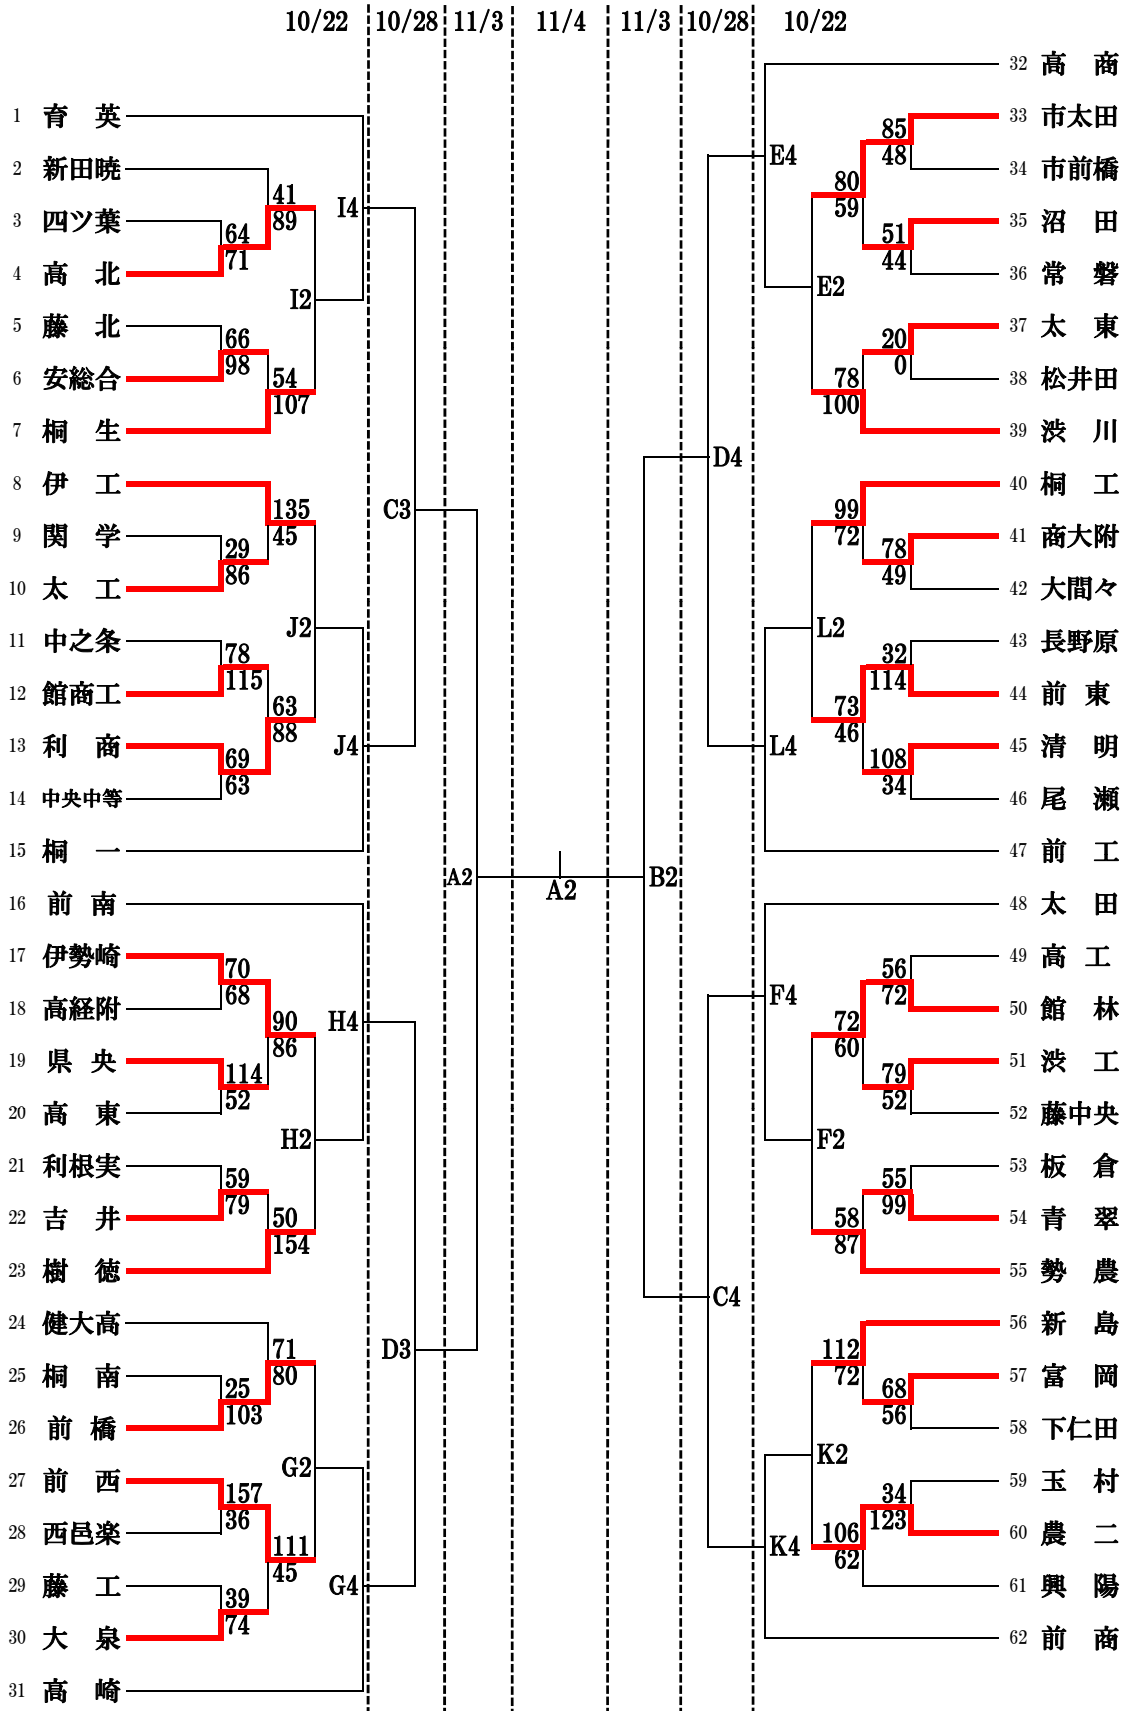 10/22 10/28 11/3 11/4 11/3 10/28 10/22
1 育 英
2 新田暁
3 四ツ葉
4 高 北
5 藤 北
6 安総合
7 桐 生
8 伊 工
9 関 学
10 太 工
11 中之条
12 館商工
13 利 商
14 中央中等
15 桐 一
16 前 南
17 伊勢崎
18 高経附
19 県 央
20 高 東
21 利根実
22 吉 井
23 樹 徳
24 健大高
25 桐 南
26 前 橋
27 前 西
28 西邑楽
29 藤 工
30 大 泉
31 高 崎
64
71
66
98
29
86
78
115
69
63
70
68
114
52
59
79
25
103
157
36
39
74
41
89
54
107
135
45
63
88
90
86
50
154
71
80
111
45
I2
J2
H2
G2
I4
J4
H4
G4
C3
D3
A2
A2
B2
D4
C4
E4
L4
F4
K4
E2
L2
F2
K2
80
59
78
100
99
72
73
46
72
60
58
87
112
72
106
62
85
48
51
44
20
0
78
49
32
114
108
34
56
72
79
52
55
99
68
56
34
123
32 高 商
33 市太田
34 市前橋
35 沼 田
36 常 磐
37 太 東
38 松井田
39 渋 川
40 桐 工
41 商大附
42 大間々
43 長野原
44 前 東
45 清 明
46 尾 瀬
47 前 工
48 太 田
49 高 工
50 館 林
51 渋 工
52 藤中央
53 板 倉
54 青 翠
55 勢 農
56 新 島
57 富 岡
58 下仁田
59 玉 村
60 農 二
61 興 陽
62 前 商